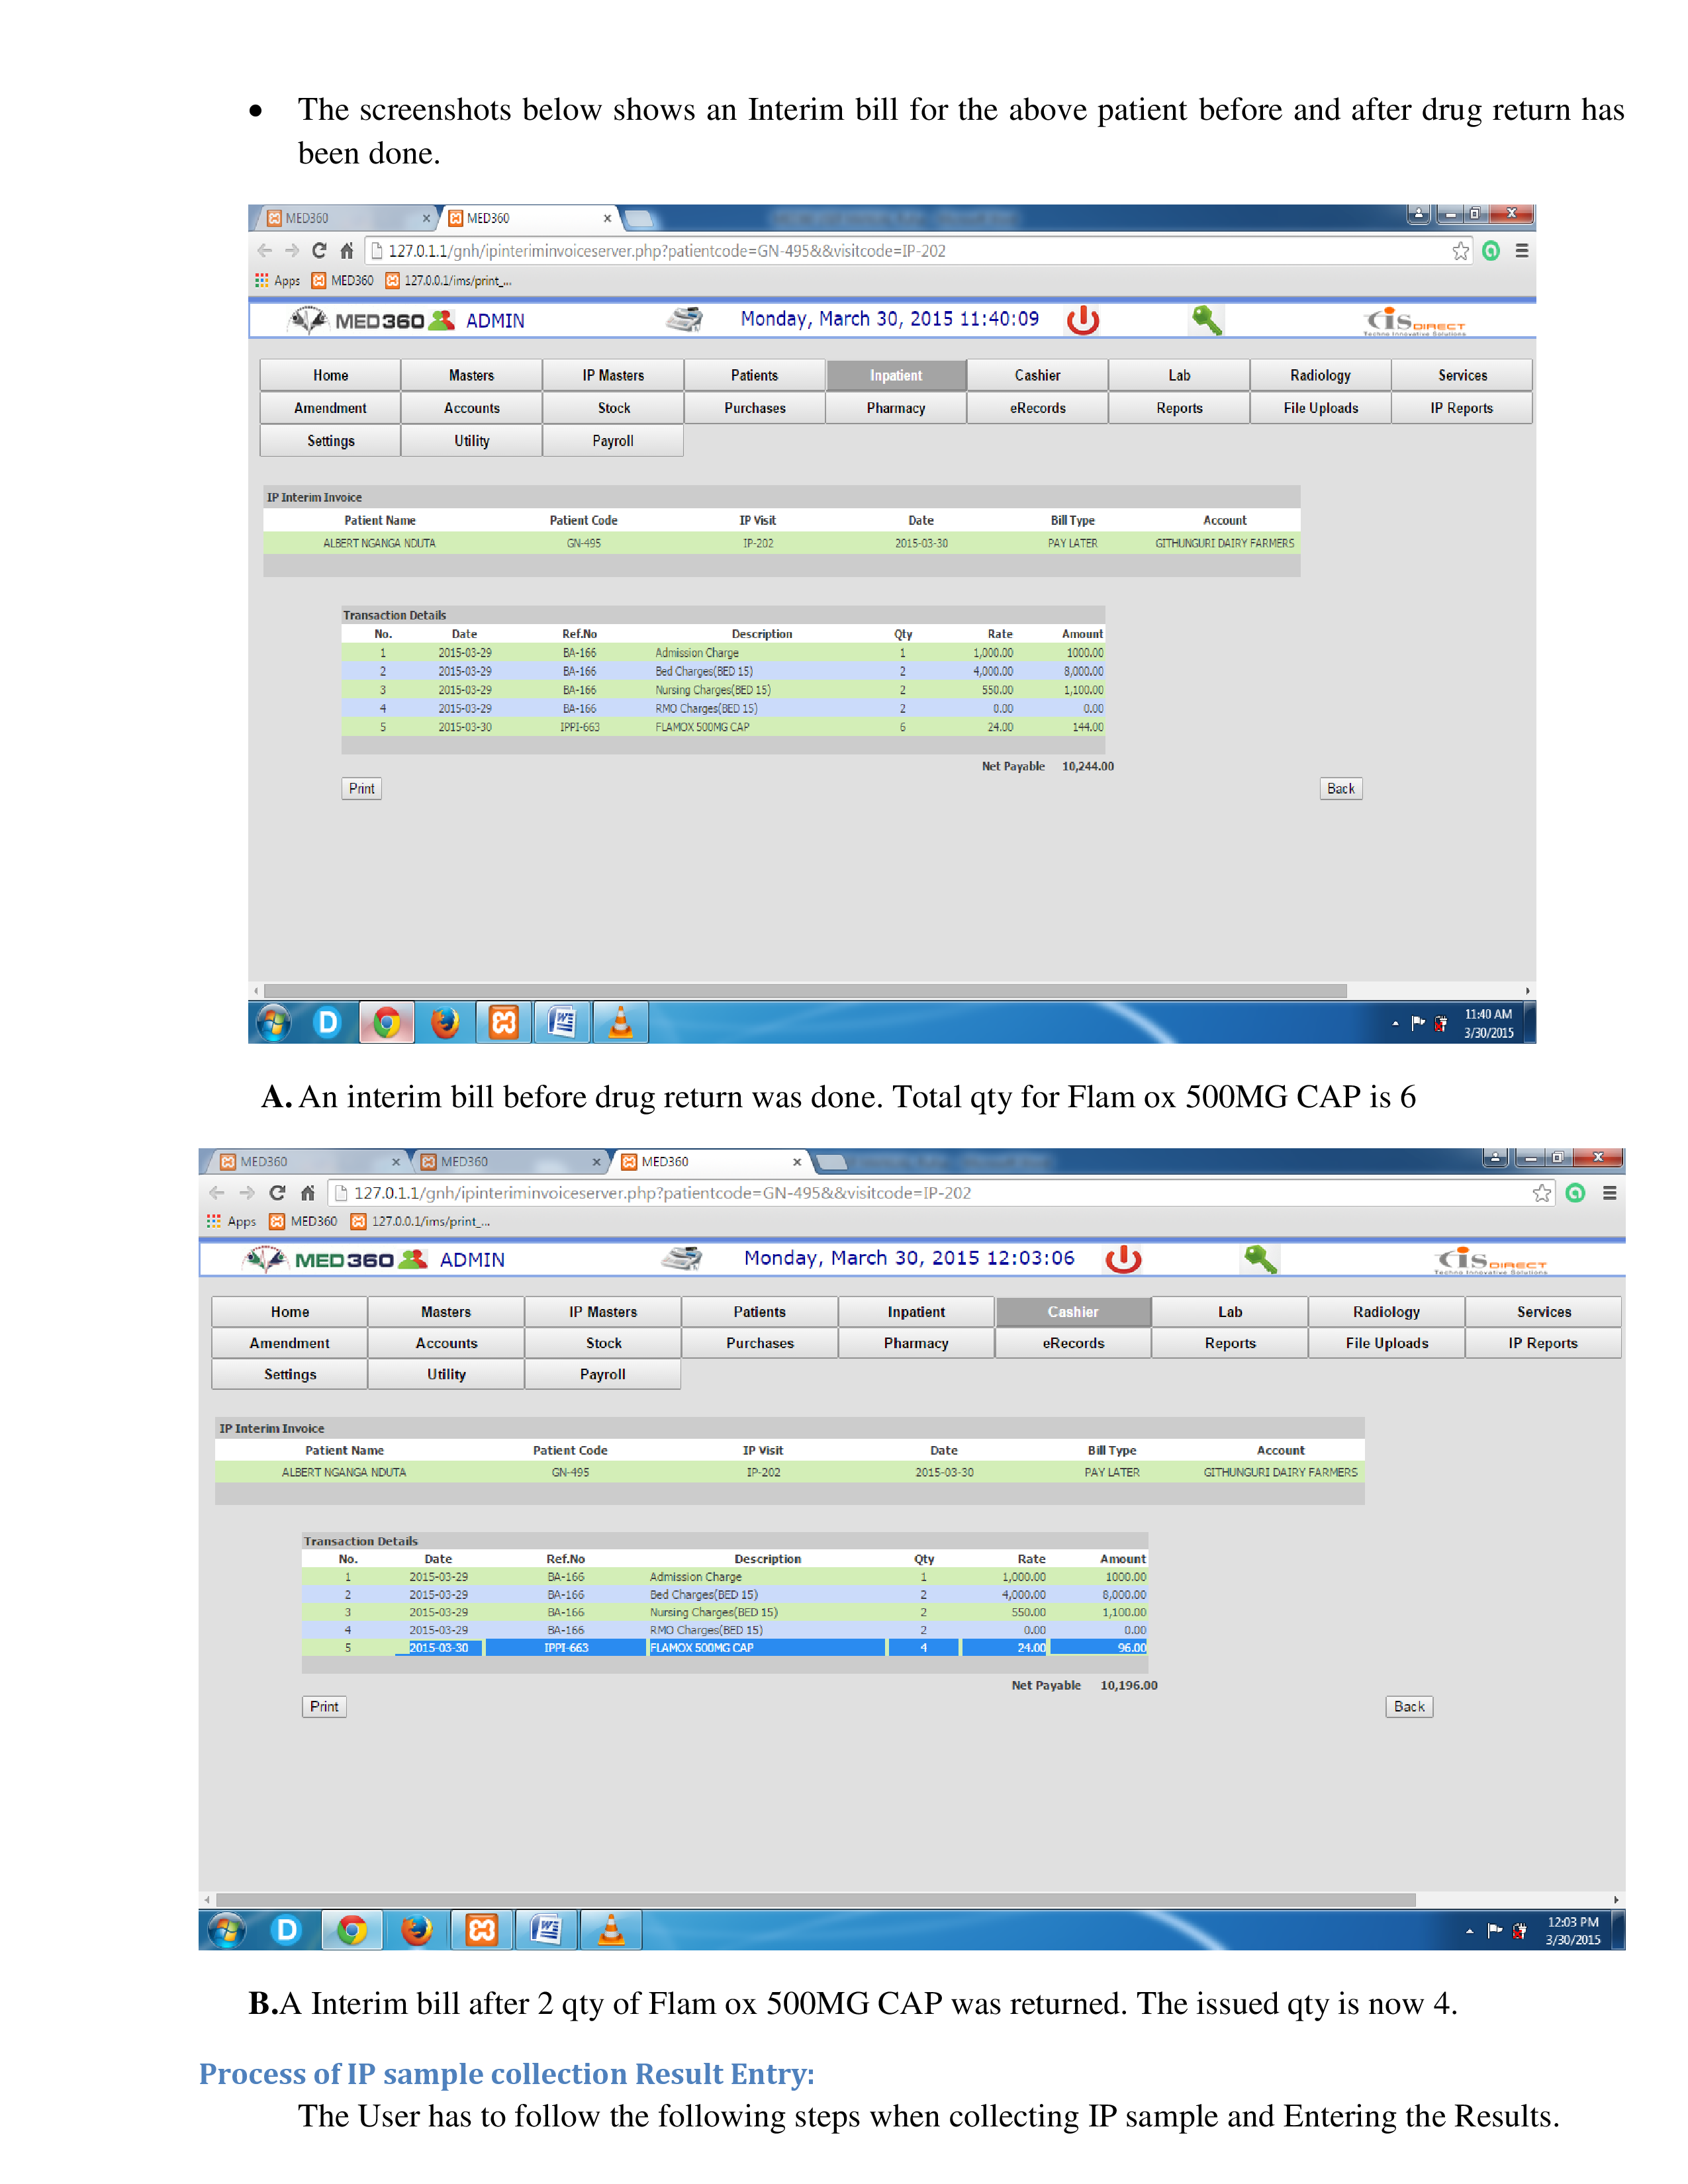 • The screenshots below shows an Interim bill for the above patient before and after drug return has
been done.
MED360 MED360
127.0.1.1/gnh/ipinteriminvoiceserver.php?patientcode=GN-495&&visitcode=IP-202
Apps MED360 127.0.0.1/ims/print_...
MED360 ADMIN Monday, March 30, 2015 11:40:09 CIS DIRECT
Techno Innovative Solutions
Home Masters IP Masters Patients Inpatient Cashier Lab Radiology Services
Amendment Accounts Stock Purchases Pharmacy eRecords Reports File Uploads IP Reports
Settings Utility Payroll
IP Interim Invoice
Patient Name Patient Code IP Visit Date Bill Type Account
ALBERT NGANGA NDUTA GN-495 IP-202 2015-03-30 PAY LATER GITHUNGURI DAIRY FARMERS
Transaction Details
No. Date Ref.No Description Qty Rate Amount
1 2015-03-29 BA-166 Admission Charge 1 1,000.00 1000.00
2 2015-03-29 BA-166 Bed Charges(BED 15) 2 4,000.00 8,000.00
3 2015-03-29 BA-166 Nursing Charges(BED 15) 2 550.00 1,100.00
4 2015-03-29 BA-166 RMO Charges(BED 15) 2 0.00 0.00
5 2015-03-30 IPPI-663 FLAMOX 500MG CAP 6 24.00 144.00
Net Payable 10,244.00
Print Back
11:40 AM
3/30/2015
A. An interim bill before drug return was done. Total qty for Flam ox 500MG CAP is 6
MED360 MED360 MED360
127.0.1.1/gnh/ipinteriminvoiceserver.php?patientcode=GN-495&&visitcode=IP-202
Apps MED360 127.0.0.1/ims/print_...
MED360 ADMIN Monday, March 30, 2015 12:03:06 CIS DIRECT
Techno Innovative Solutions
Home Masters IP Masters Patients Inpatient Cashier Lab Radiology Services
Amendment Accounts Stock Purchases Pharmacy eRecords Reports File Uploads IP Reports
Settings Utility Payroll
IP Interim Invoice
Patient Name Patient Code IP Visit Date Bill Type Account
ALBERT NGANGA NDUTA GN-495 IP-202 2015-03-30 PAY LATER GITHUNGURI DAIRY FARMERS
Transaction Details
No. Date Ref.No Description Qty Rate Amount
1 2015-03-29 BA-166 Admission Charge 1 1,000.00 1000.00
2 2015-03-29 BA-166 Bed Charges(BED 15) 2 4,000.00 8,000.00
3 2015-03-29 BA-166 Nursing Charges(BED 15) 2 550.00 1,100.00
4 2015-03-29 BA-166 RMO Charges(BED 15) 2 0.00 0.00
5 2015-03-30 IPPI-663 FLAMOX 500MG CAP 4 24.00 96.00
Net Payable 10,196.00
Print Back
12:03 PM
3/30/2015
B.A Interim bill after 2 qty of Flam ox 500MG CAP was returned. The issued qty is now 4.
Process of IP sample collection Result Entry:
The User has to follow the following steps when collecting IP sample and Entering the Results.